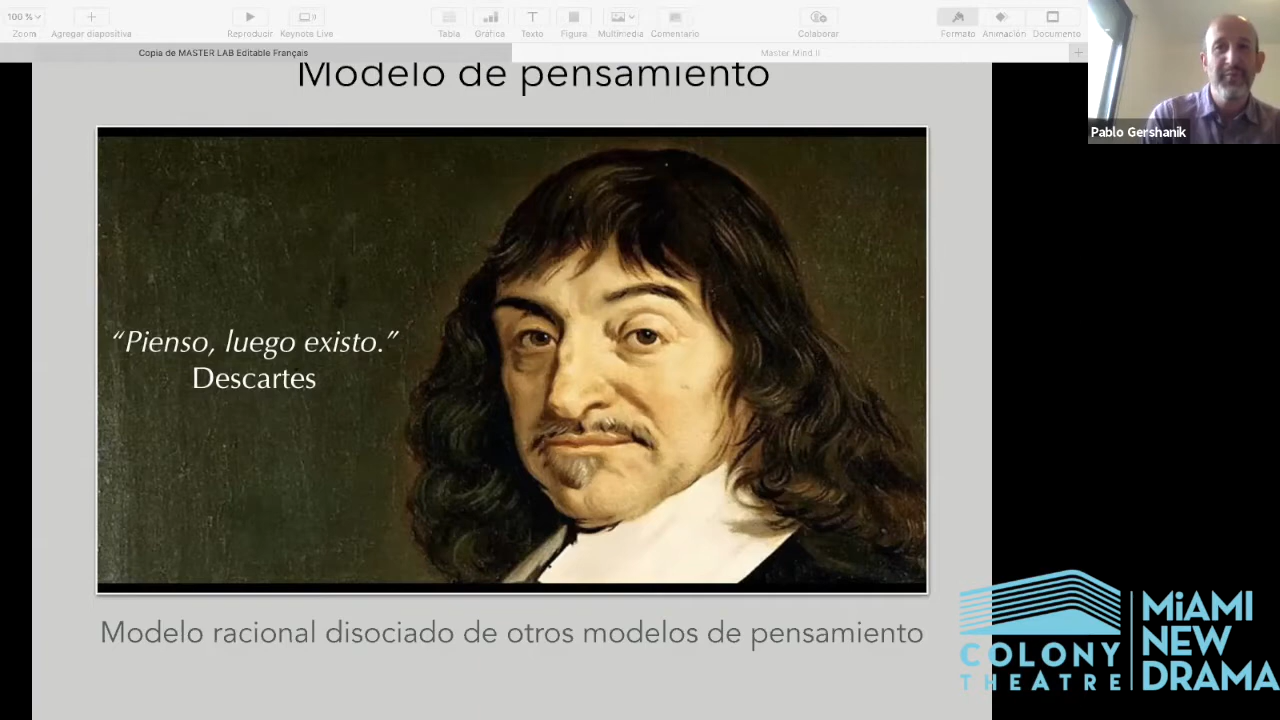 100 %
Zoom
Agregar diapositiva
Reproducir
Keynote Live
Tabla
Gráfica
Texto
Figura
Multimedia
Comentario
Colaborar
Formato
Animación
Documento
Copia de MASTER LAB Editable Français
Master Mind II
Pablo Gershanik
Modelo de pensamiento
“Pienso, luego existo.”
Descartes
Modelo racional disociado de otros modelos de pensamiento
COLONY
THEATRE
MiAMI
NEW
DRAMA